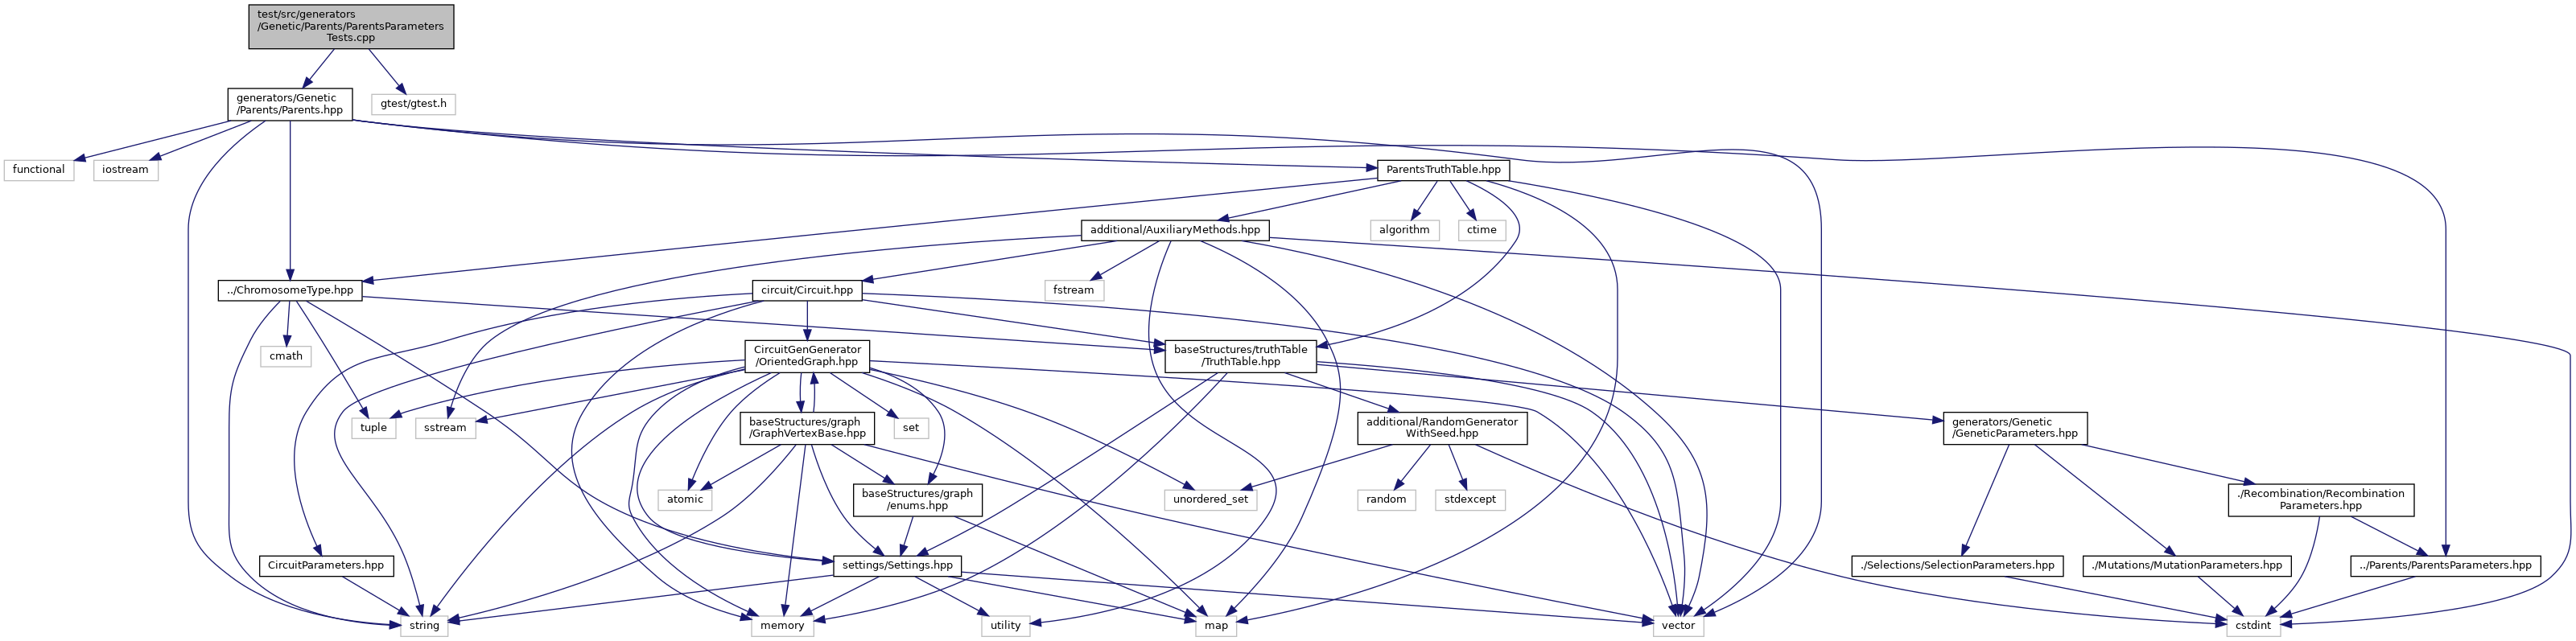 test/src/generators
/Genetic/Parents/ParentsParameters
Tests.cpp
generators/Genetic
/Parents/Parents.hpp
gtest/gtest.h
functional
iostream
ParentsTruthTable.hpp
additional/AuxiliaryMethods.hpp
algorithm
ctime
../ChromosomeType.hpp
circuit/Circuit.hpp
fstream
cmath
CircuitGenGenerator
/OrientedGraph.hpp
baseStructures/truthTable
/TruthTable.hpp
tuple
sstream
baseStructures/graph
/GraphVertexBase.hpp
set
additional/RandomGenerator
WithSeed.hpp
generators/Genetic
/GeneticParameters.hpp
atomic
baseStructures/graph
/enums.hpp
unordered_set
random
stdexcept
./Recombination/Recombination
Parameters.hpp
CircuitParameters.hpp
settings/Settings.hpp
./Selections/SelectionParameters.hpp
./Mutations/MutationParameters.hpp
../Parents/ParentsParameters.hpp
string
memory
utility
map
vector
cstdint